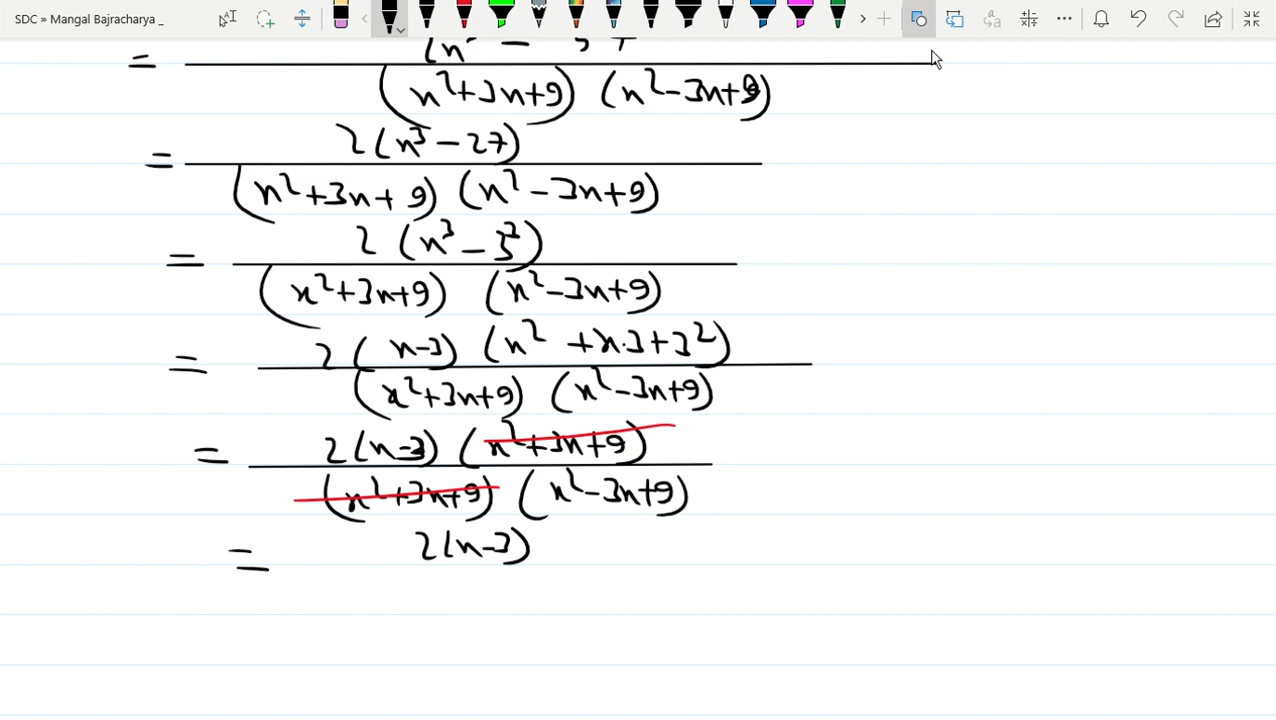 SDC » Mangal Bajracharya _
=
(x²+3x+9) (x²-3x+9)
= 2(x³-27)
(x²+3x+9) (x²-3x+9)
= 2 (x³-3³)
(x²+3x+9) (x²-3x+9)
= 2 (x-3) (x² +x.3+3²)
(x²+3x+9) (x²-3x+9)
= 2(x-3) (x²+3x+9)
(x²+3x+9) (x²-3x+9)
= 2(x-3)